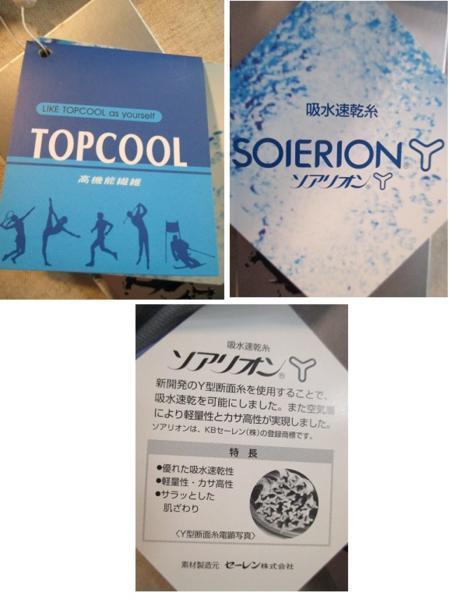 LIKE TOPCOOL as yourself
TOPCOOL
高機能繊維
吸水速乾糸
SOIERION Y
ソアリオン®Y
吸水速乾糸
ソアリオン®Y
新開発のY型断面糸を使用することで、
吸水速乾を可能にしました。また空気層
により軽量性とカサ高性が実現しました。
ソアリオンは、KBセーレン(株)の登録商標です。
特長
●優れた吸水速乾性
●軽量性・カサ高性
●サラッとした
肌ざわり
〈Y型断面糸電顕写真〉
素材製造元 セーレン株式会社